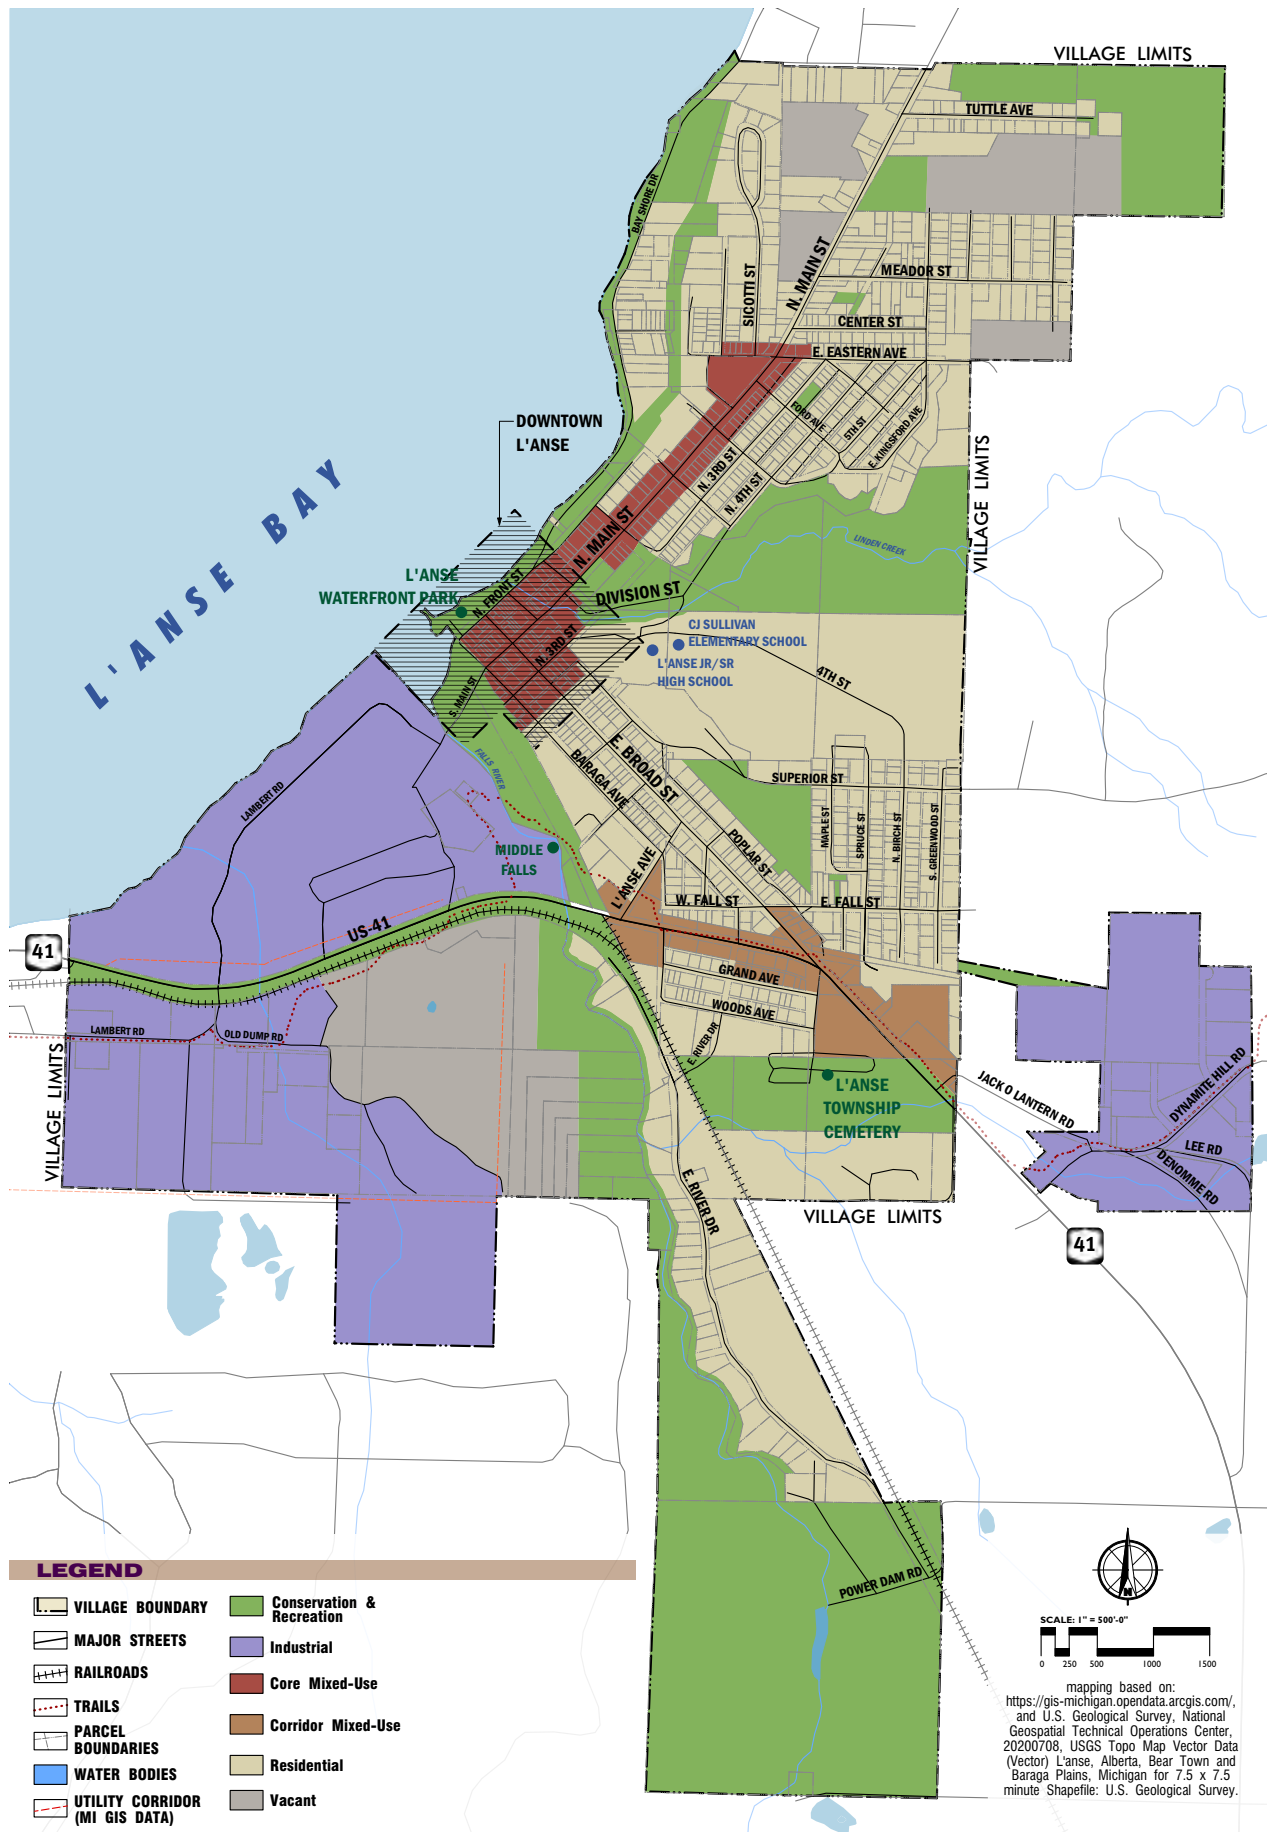 VILLAGE LIMITS
TUTTLE AVE
BAY SHORE DR
N. MAIN ST
MEADOR ST
SICOTTI ST
CENTER ST
E. EASTERN AVE
FORD AVE
5TH ST
E. KINGSFORD AVE
DOWNTOWN
L'ANSE
N. 3RD ST
N. 4TH ST
VILLAGE LIMITS
L'ANSE BAY
N. MAIN ST
LINDEN CREEK
L'ANSE
WATERFRONT PARK
N. FRONT ST
DIVISION ST
CJ SULLIVAN
ELEMENTARY SCHOOL
N. 3RD ST
L'ANSE JR/SR
HIGH SCHOOL
4TH ST
S. MAIN ST
FALLS RIVER
E. BROAD ST
BARAGA AVE
SUPERIOR ST
LAMBERT RD
MAPLE ST
SPRUCE ST
N. BIRCH ST
S. GREENWOOD ST
POPLAR ST
MIDDLE
FALLS
L'ANSE AVE
W. FALL ST
E. FALL ST
US-41
41
GRAND AVE
WOODS AVE
LAMBERT RD
OLD DUMP RD
E. RIVER DR
VILLAGE LIMITS
L'ANSE
TOWNSHIP
CEMETERY
JACK O LANTERN RD
DYNAMITE HILL RD
LEE RD
DENOMME RD
E. RIVER DR
VILLAGE LIMITS
41
POWER DAM RD
LEGEND
VILLAGE BOUNDARY
MAJOR STREETS
RAILROADS
TRAILS
PARCEL
BOUNDARIES
WATER BODIES
UTILITY CORRIDOR
(MI GIS DATA)
Conservation &
Recreation
Industrial
Core Mixed-Use
Corridor Mixed-Use
Residential
Vacant
N
SCALE: 1" = 500'-0"
0 250 500 1000 1500
mapping based on:
https://gis-michigan.opendata.arcgis.com/,
and U.S. Geological Survey, National
Geospatial Technical Operations Center,
20200708, USGS Topo Map Vector Data
(Vector) L'anse, Alberta, Bear Town and
Baraga Plains, Michigan for 7.5 x 7.5
minute Shapefile: U.S. Geological Survey.